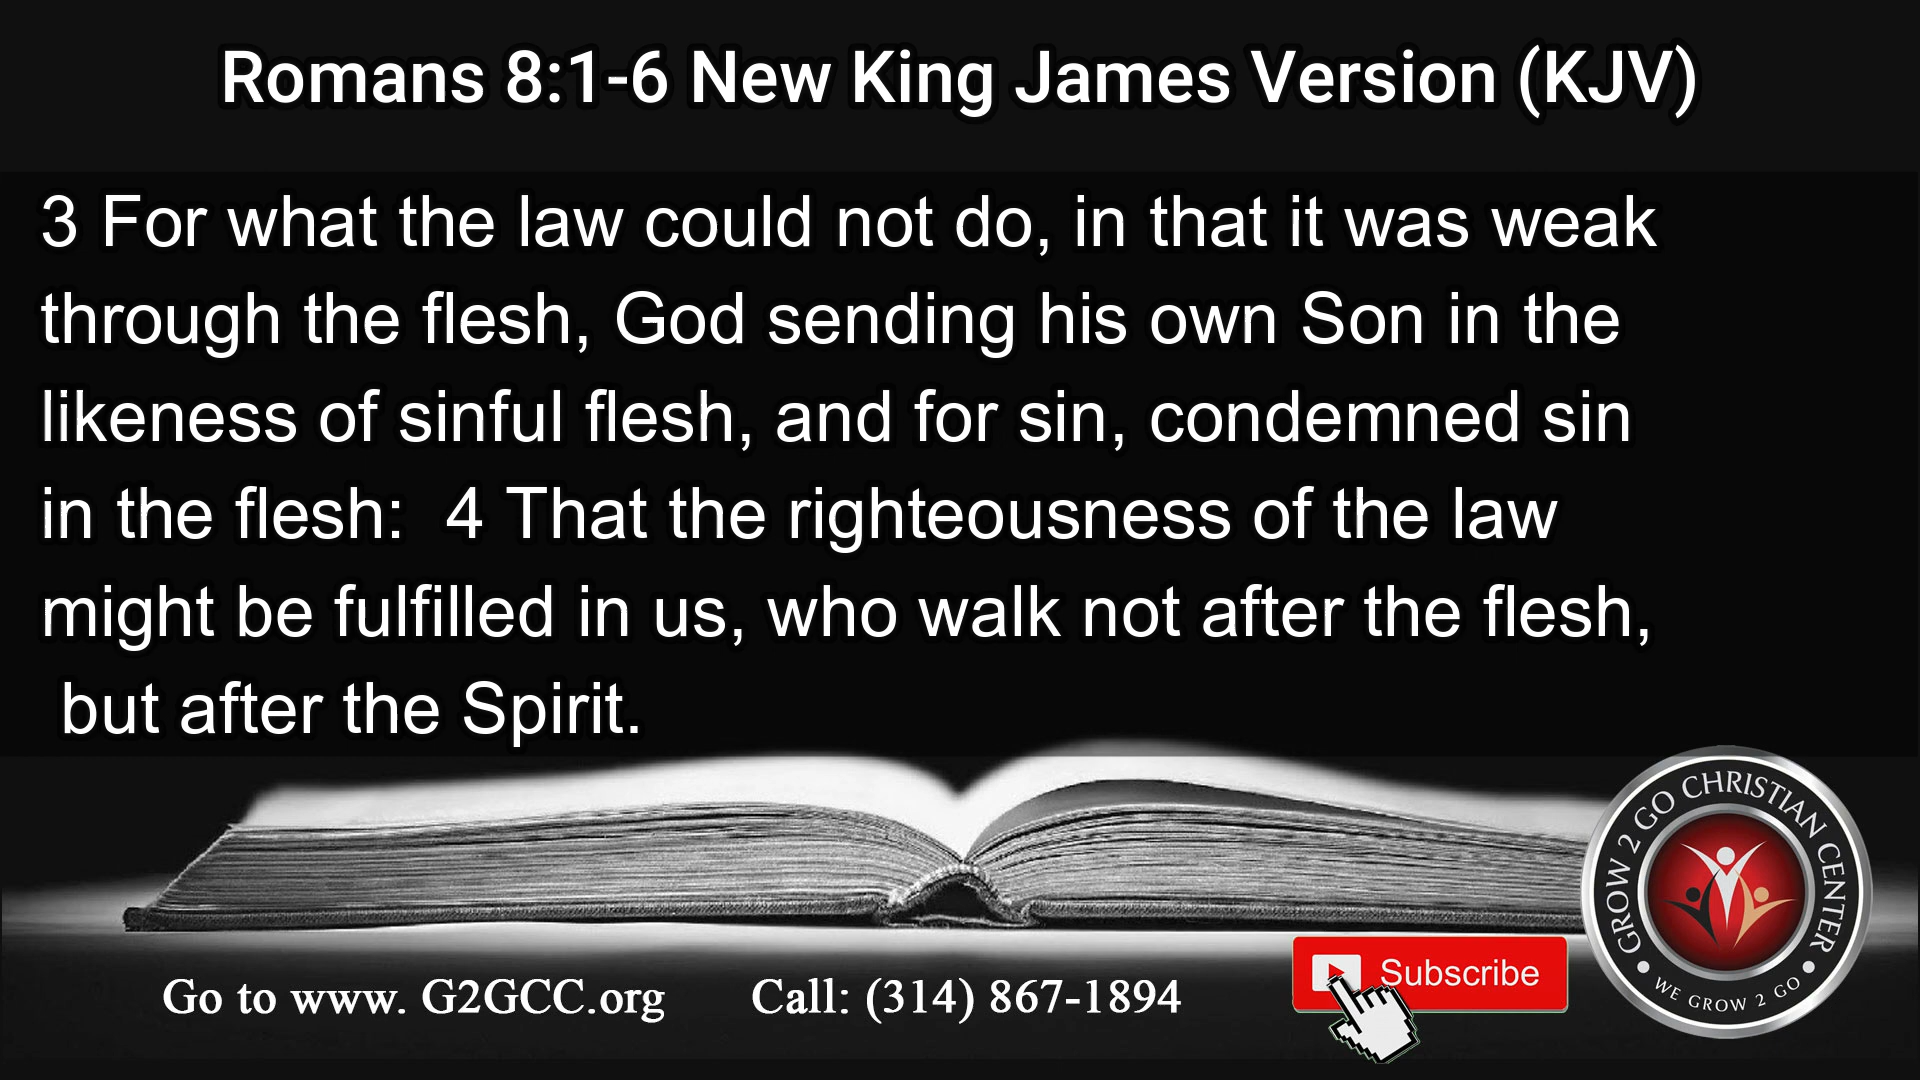 Romans 8:1-6 New King James Version (KJV)
3 For what the law could not do, in that it was weak
through the flesh, God sending his own Son in the
likeness of sinful flesh, and for sin, condemned sin
in the flesh:  4 That the righteousness of the law
might be fulfilled in us, who walk not after the flesh,
but after the Spirit.
GROW 2 GO CHRISTIAN CENTER
WE GROW 2 GO
Subscribe
Go to www. G2GCC.org
Call: (314) 867-1894